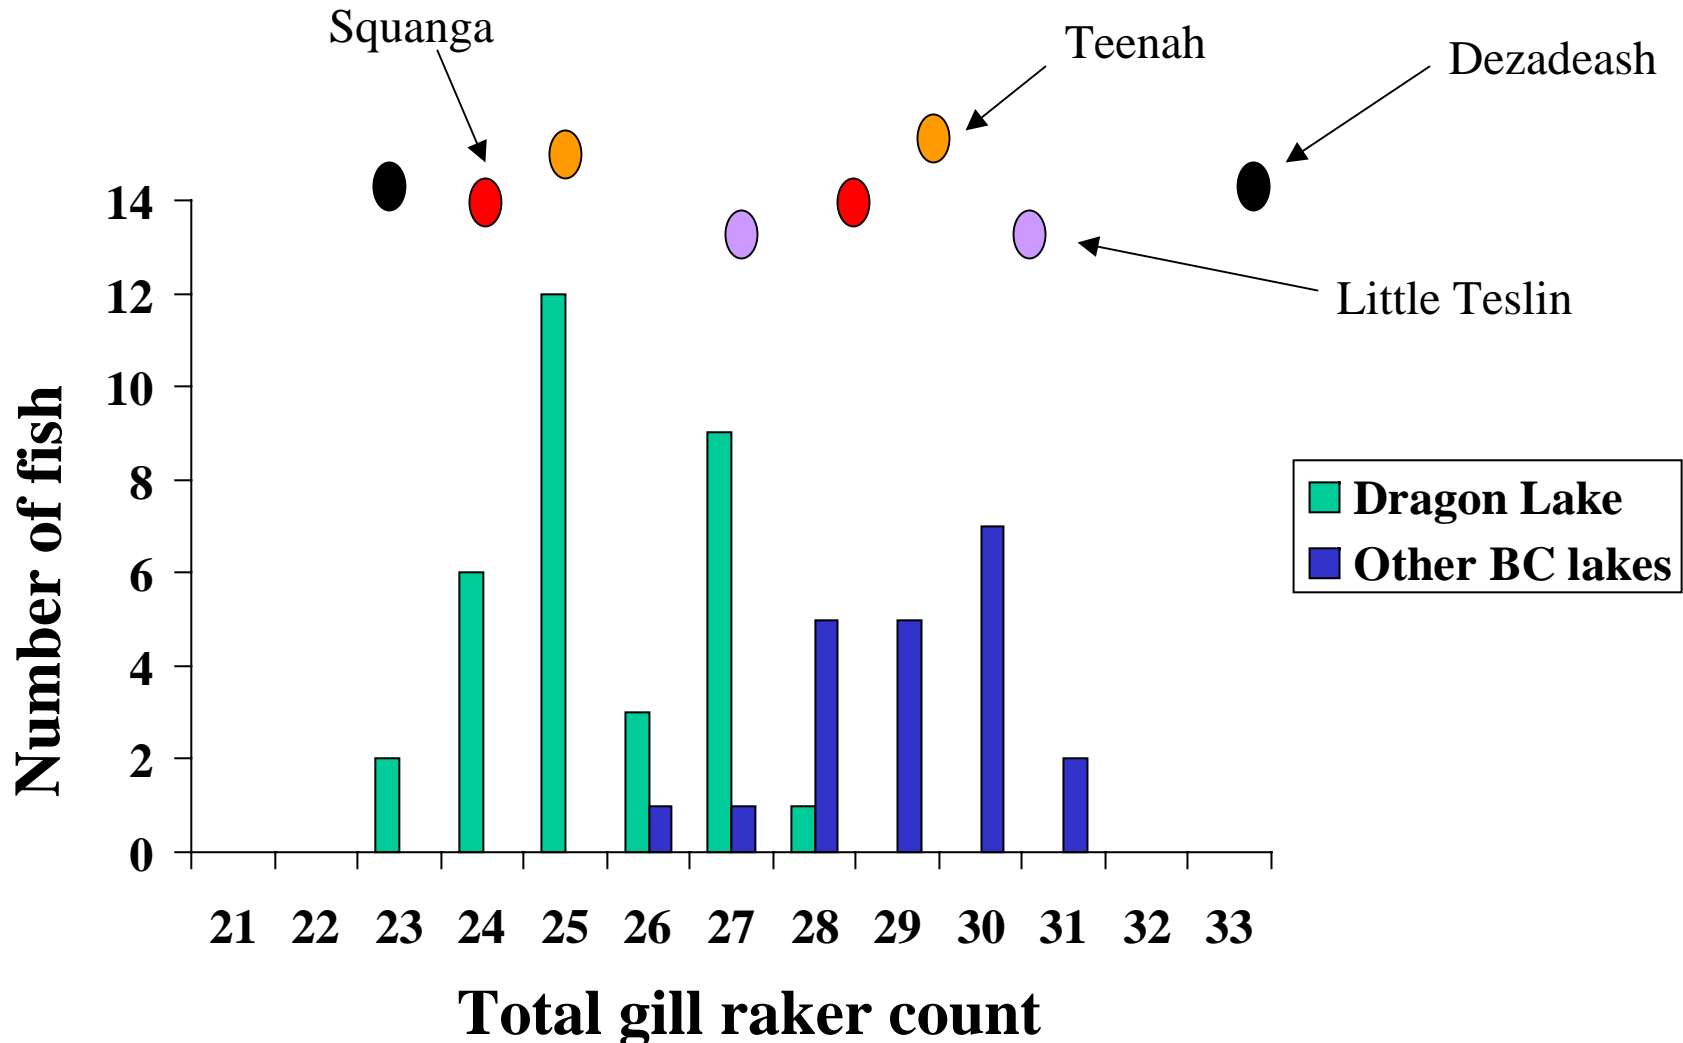 Squanga
Teenah
Dezadeash
Little Teslin
14
12
10
8
6
4
2
0
Number of fish
Dragon Lake
Other BC lakes
21 22 23 24 25 26 27 28 29 30 31 32 33
Total gill raker count